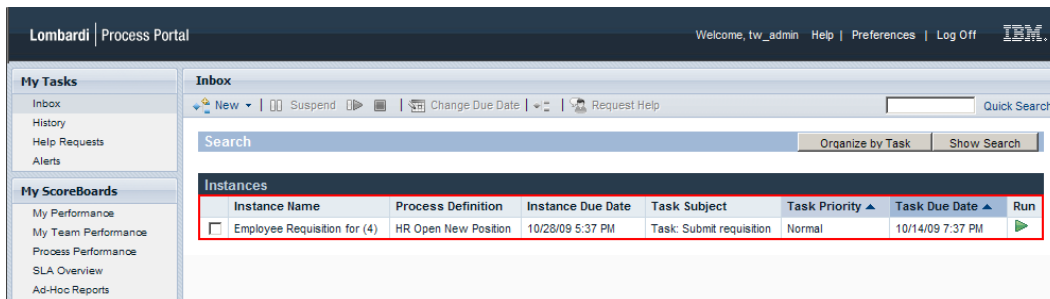 Lombardi | Process Portal
Welcome, tw_admin Help | Preferences | Log Off IBM.
My Tasks
Inbox
History
Help Requests
Alerts
My ScoreBoards
My Performance
My Team Performance
Process Performance
SLA Overview
Ad-Hoc Reports
Inbox
New | Suspend | Change Due Date | Request Help Quick Search
Search Organize by Task Show Search
Instances
Instance Name Process Definition Instance Due Date Task Subject Task Priority Task Due Date Run
Employee Requisition for (4) HR Open New Position 10/28/09 5:37 PM Task: Submit requisition Normal 10/14/09 7:37 PM